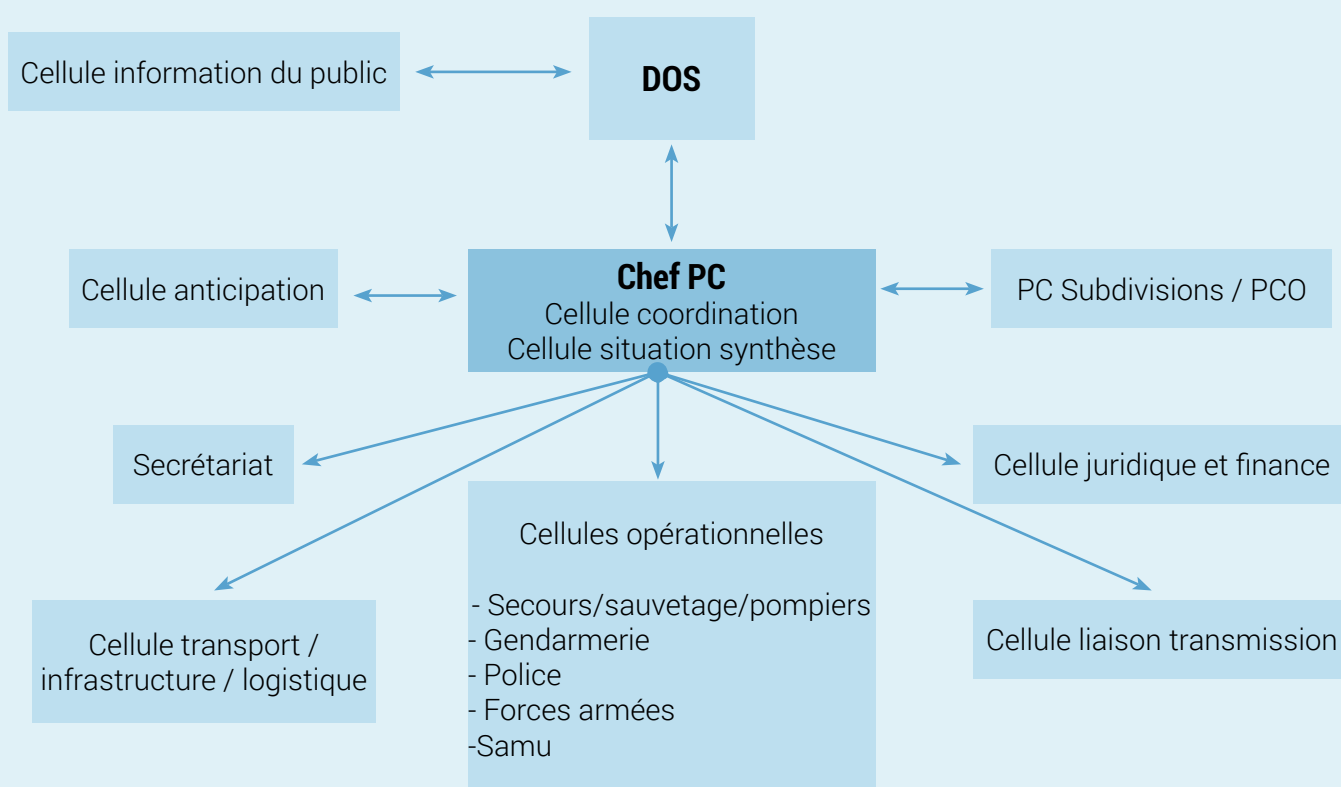 Cellule information du public
DOS
Cellule anticipation
Chef PC
Cellule coordination
Cellule situation synthèse
PC Subdivisions / PCO
Secrétariat
Cellule juridique et finance
Cellules opérationnelles
- Secours/sauvetage/pompiers
- Gendarmerie
- Police
- Forces armées
-Samu
Cellule transport /
infrastructure / logistique
Cellule liaison transmission